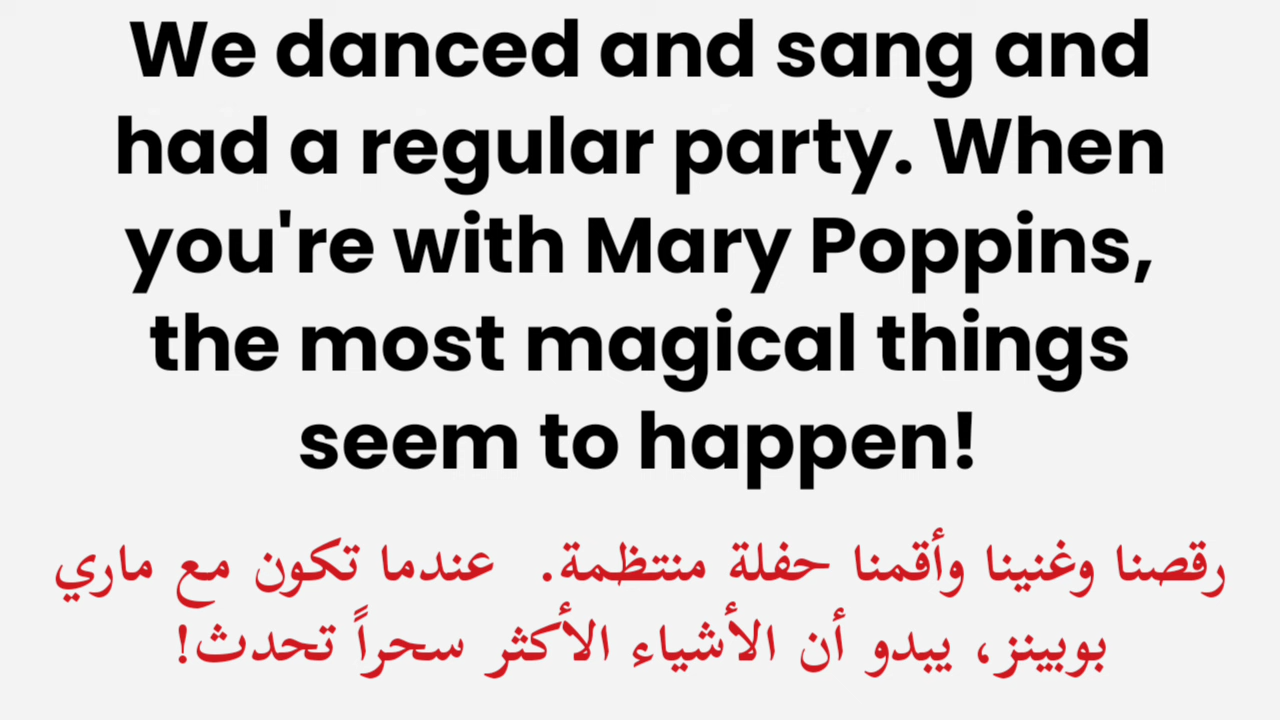 We danced and sang and
had a regular party. When
you're with Mary Poppins,
the most magical things
seem to happen!
رقصنا وغنينا وأقمنا حفلة منتظمة. عندما تكون مع ماري
بوبينز، يبدو أن الأشياء الأكثر سحراً تحدث!